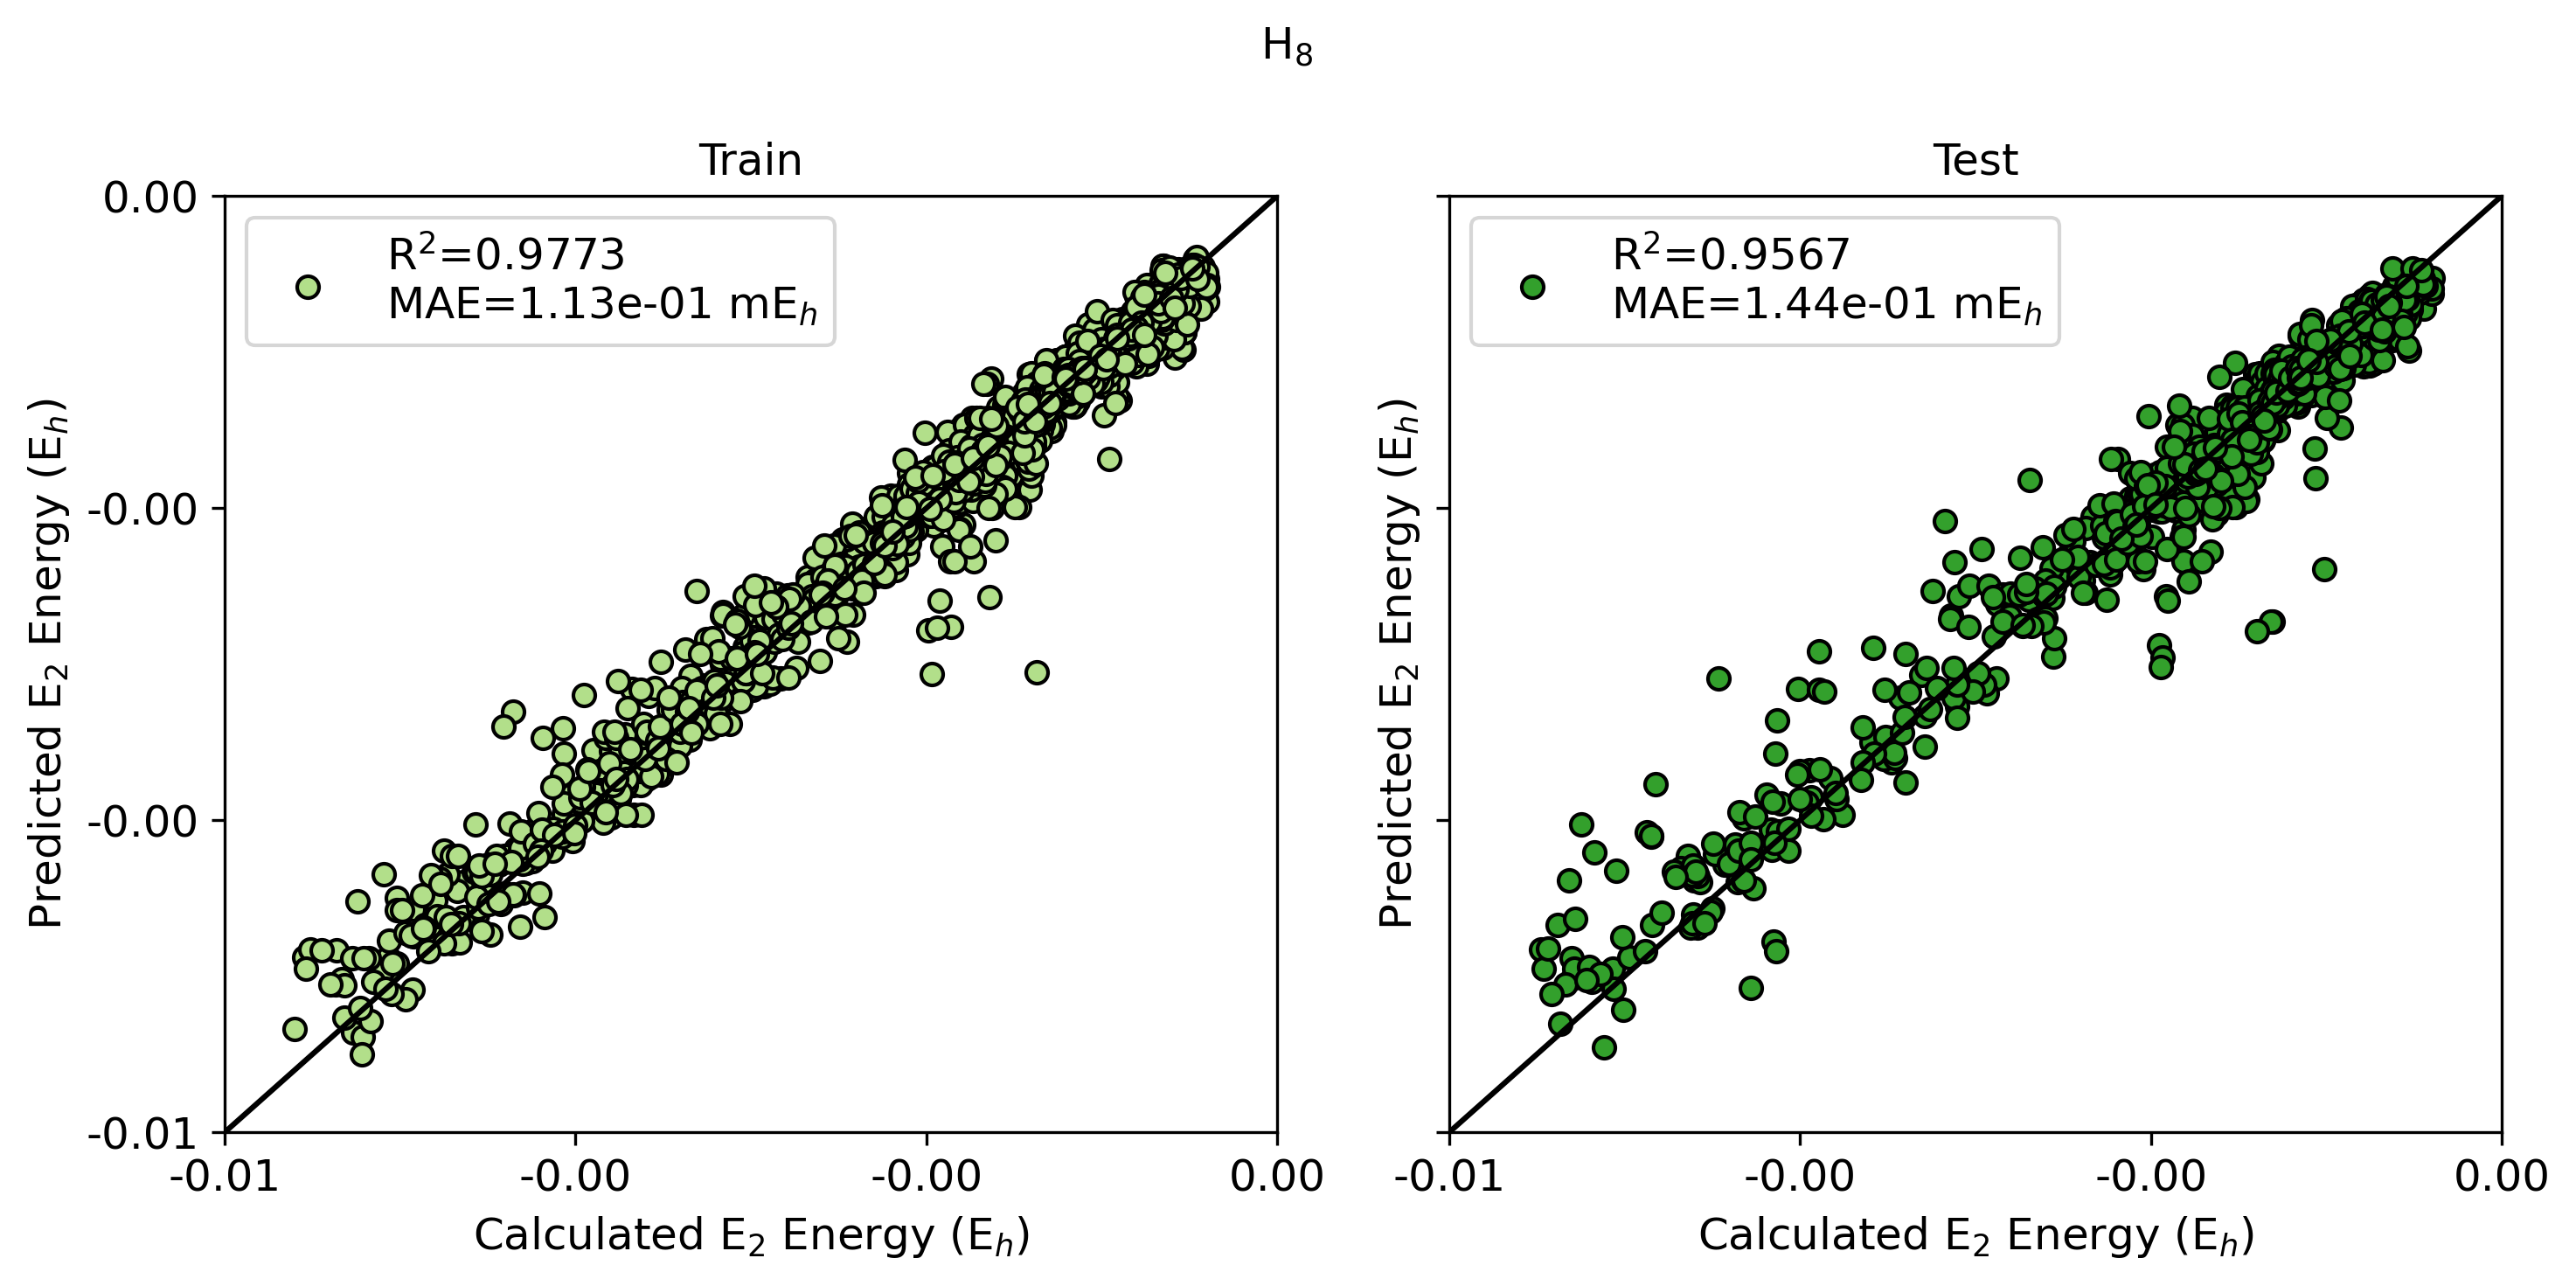 H₈
Train
R²=0.9773
MAE=1.13e-01 mEₕ
0.00
-0.00
-0.00
-0.01
Predicted E₂ Energy (Eₕ)
-0.01
-0.00
-0.00
0.00
Calculated E₂ Energy (Eₕ)
Test
R²=0.9567
MAE=1.44e-01 mEₕ
Predicted E₂ Energy (Eₕ)
-0.01
-0.00
-0.00
0.00
Calculated E₂ Energy (Eₕ)